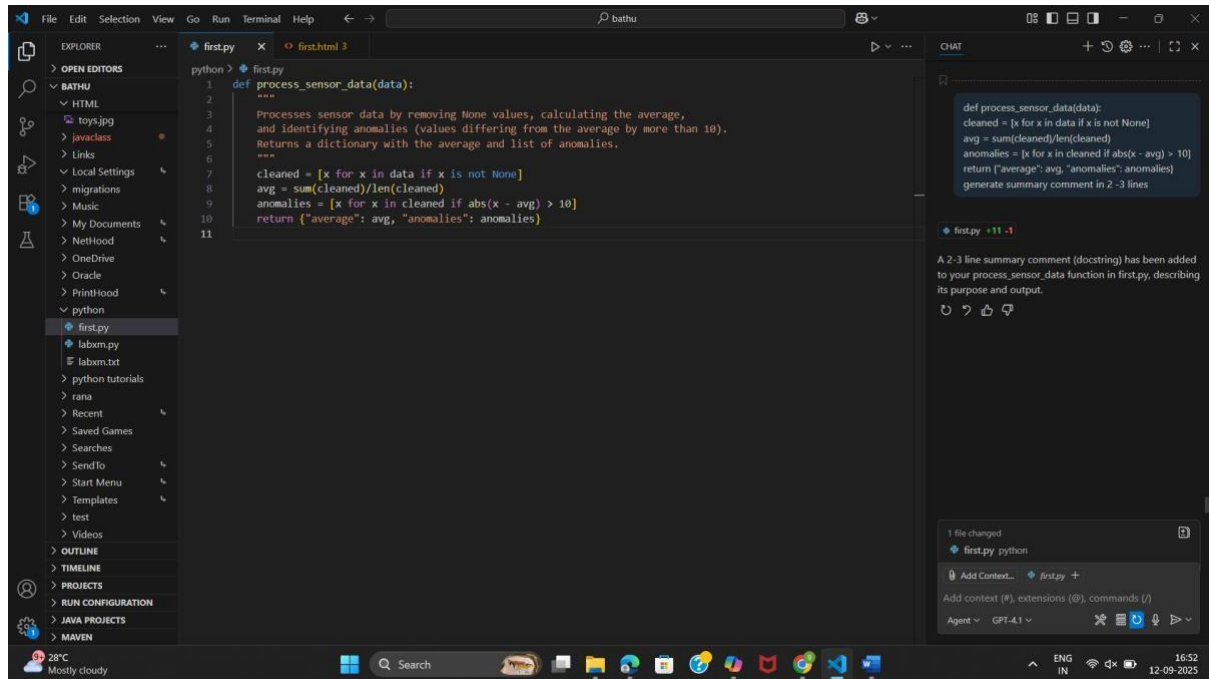 File Edit Selection View Go Run Terminal Help
bathu
EXPLORER
OPEN EDITORS
BATHU
HTML
toys.jpg
javaclass
Links
Local Settings
migrations
Music
My Documents
NetHood
OneDrive
Oracle
PrintHood
python
first.py
labxm.py
labxm.txt
python tutorials
rana
Recent
Saved Games
Searches
SendTo
Start Menu
Templates
test
Videos
OUTLINE
TIMELINE
PROJECTS
RUN CONFIGURATION
JAVA PROJECTS
MAVEN
first.py
first.html 3
python > first.py
1 def process_sensor_data(data):
2 """
3 Processes sensor data by removing None values, calculating the average,
4 and identifying anomalies (values differing from the average by more than 10).
5 Returns a dictionary with the average and list of anomalies.
6 """
7 cleaned = [x for x in data if x is not None]
8 avg = sum(cleaned)/len(cleaned)
9 anomalies = [x for x in cleaned if abs(x - avg) > 10]
10 return {"average": avg, "anomalies": anomalies}
11
CHAT
def process_sensor_data(data):
cleaned = [x for x in data if x is not None]
avg = sum(cleaned)/len(cleaned)
anomalies = [x for x in cleaned if abs(x - avg) > 10]
return {"average": avg, "anomalies": anomalies}
generate summary comment in 2 -3 lines
first.py +11 -1
A 2-3 line summary comment (docstring) has been added
to your process_sensor_data function in first.py, describing
its purpose and output.
1 file changed
first.py python
Add Context... first.py +
Add context (#), extensions (@), commands (/)
Agent GPT-4.1
1
1
9+
28°C
Mostly cloudy
Search
ENG
IN
16:52
12-09-2025